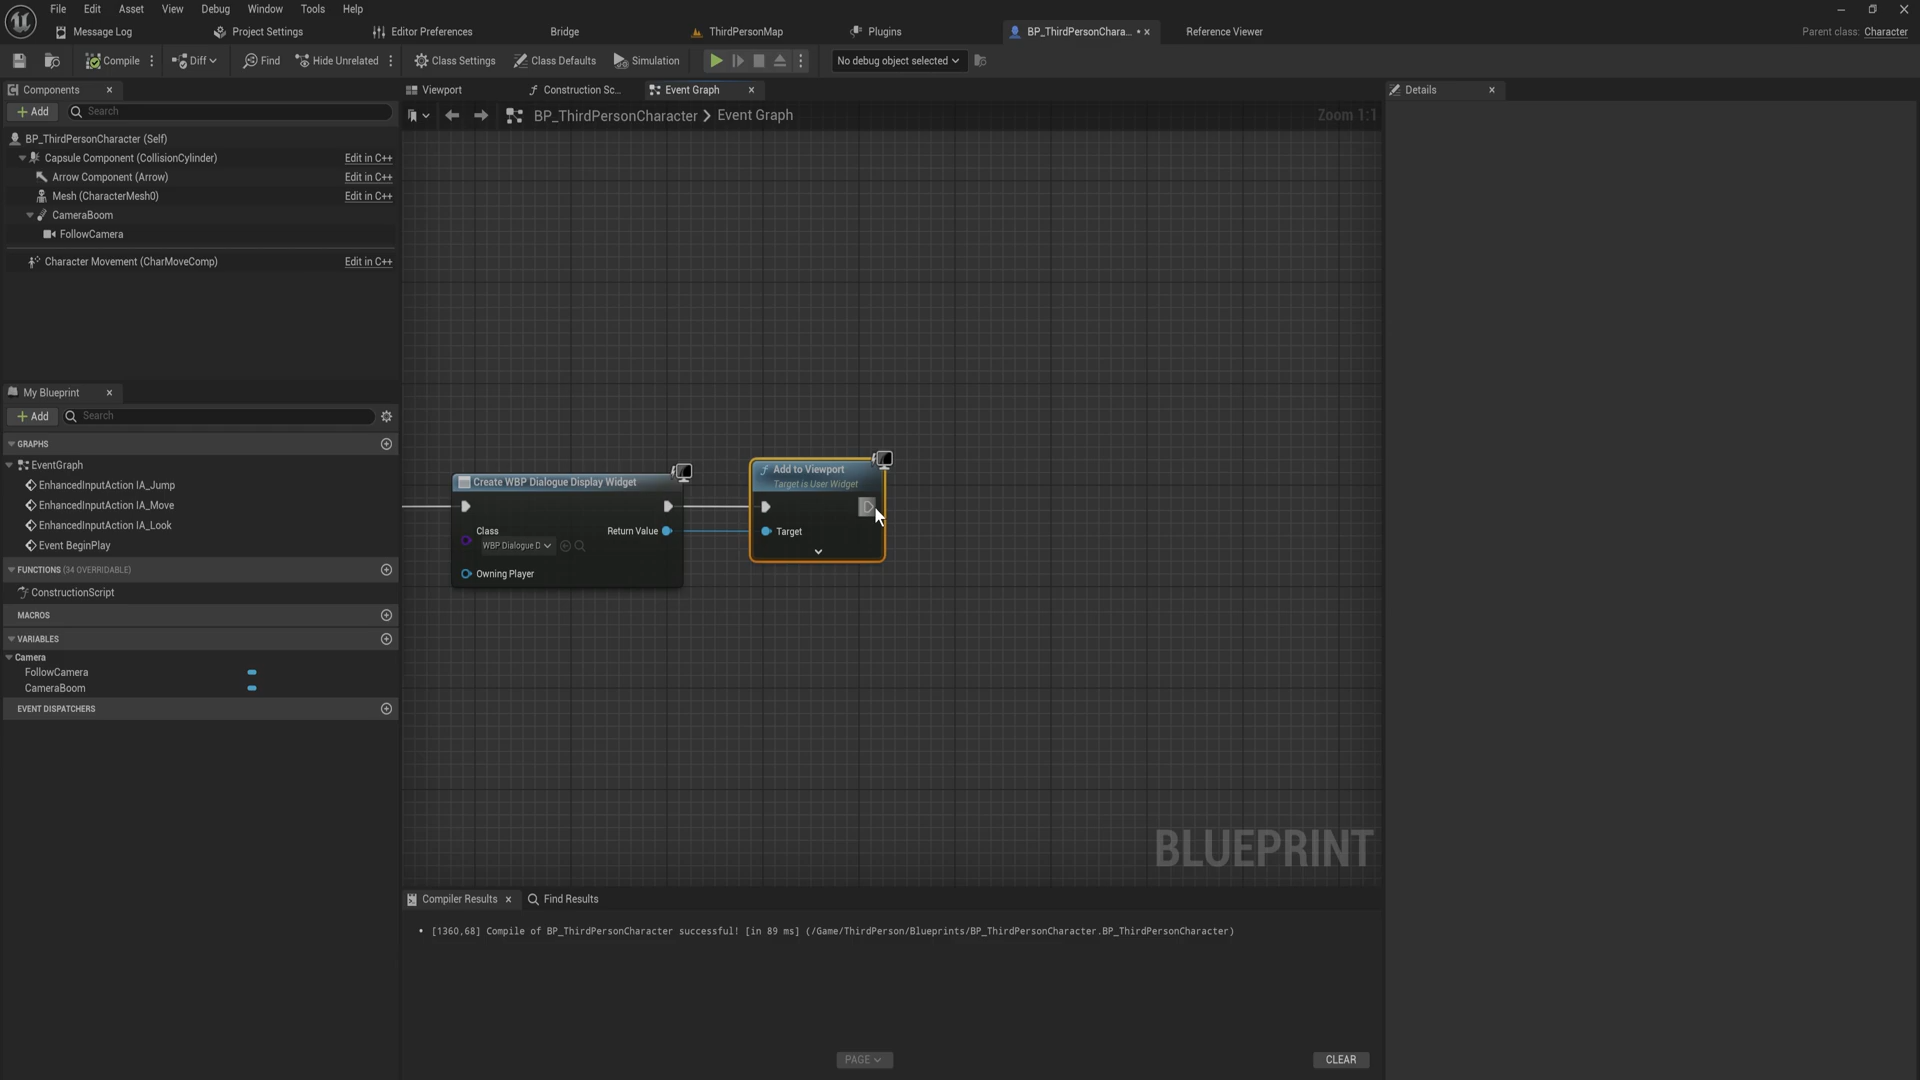 File Edit Asset View Debug Window Tools Help
Message Log Project Settings Editor Preferences Bridge ThirdPersonMap Plugins BP_ThirdPersonChara... • × Reference Viewer Parent class: Character
Compile Diff Find Hide Unrelated Class Settings Class Defaults Simulation No debug object selected
Components
Add Search
BP_ThirdPersonCharacter (Self)
Capsule Component (CollisionCylinder) Edit in C++
Arrow Component (Arrow) Edit in C++
Mesh (CharacterMesh0) Edit in C++
CameraBoom
FollowCamera
Character Movement (CharMoveComp) Edit in C++
My Blueprint
Add Search
GRAPHS
EventGraph
EnhancedInputAction IA_Jump
EnhancedInputAction IA_Move
EnhancedInputAction IA_Look
Event BeginPlay
FUNCTIONS (34 OVERRIDABLE)
ConstructionScript
MACROS
VARIABLES
Camera
FollowCamera
CameraBoom
EVENT DISPATCHERS
Viewport Construction Sc... Event Graph
BP_ThirdPersonCharacter > Event Graph Zoom 1:1
Create WBP Dialogue Display Widget
Class Return Value
WBP Dialogue D
Owning Player
Add to Viewport
Target is User Widget
Target
BLUEPRINT
Compiler Results Find Results
• [1360,68] Compile of BP_ThirdPersonCharacter successful! [in 89 ms] (/Game/ThirdPerson/Blueprints/BP_ThirdPersonCharacter.BP_ThirdPersonCharacter)
PAGE CLEAR
Details